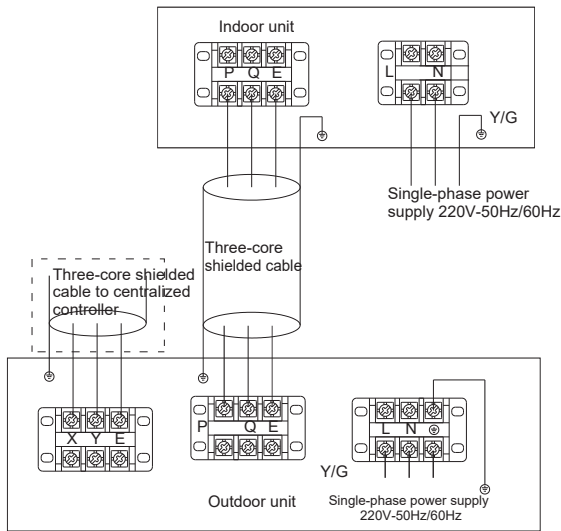 Indoor unit
P Q E
L N
Y/G
Single-phase power
supply 220V-50Hz/60Hz
Three-core
shielded cable
Three-core shielded
cable to centralized
controller
X Y E
P Q E
L N
Y/G
Outdoor unit
Single-phase power supply
220V-50Hz/60Hz